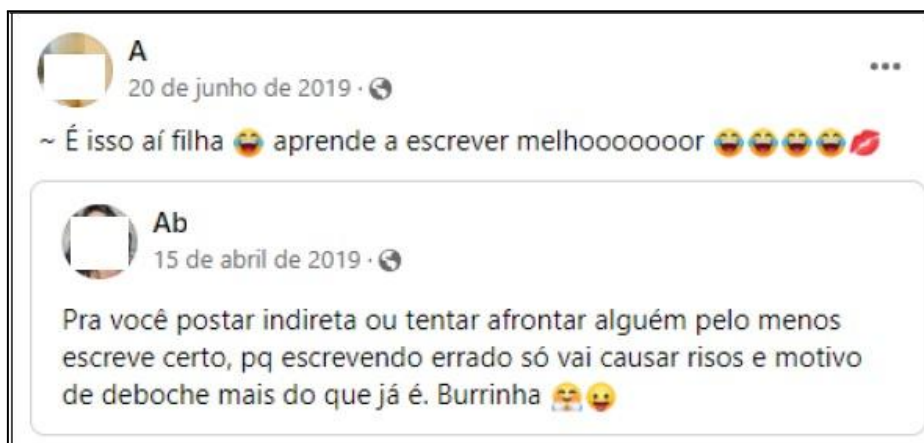 A
20 de junho de 2019 ·
~ É isso aí filha 😂 aprende a escrever melhooooooor 😂😂😂😂💋
Ab
15 de abril de 2019 ·
Pra você postar indireta ou tentar afrontar alguém pelo menos
escreve certo, pq escrevendo errado só vai causar risos e motivo
de deboche mais do que já é. Burrinha 🤗😛